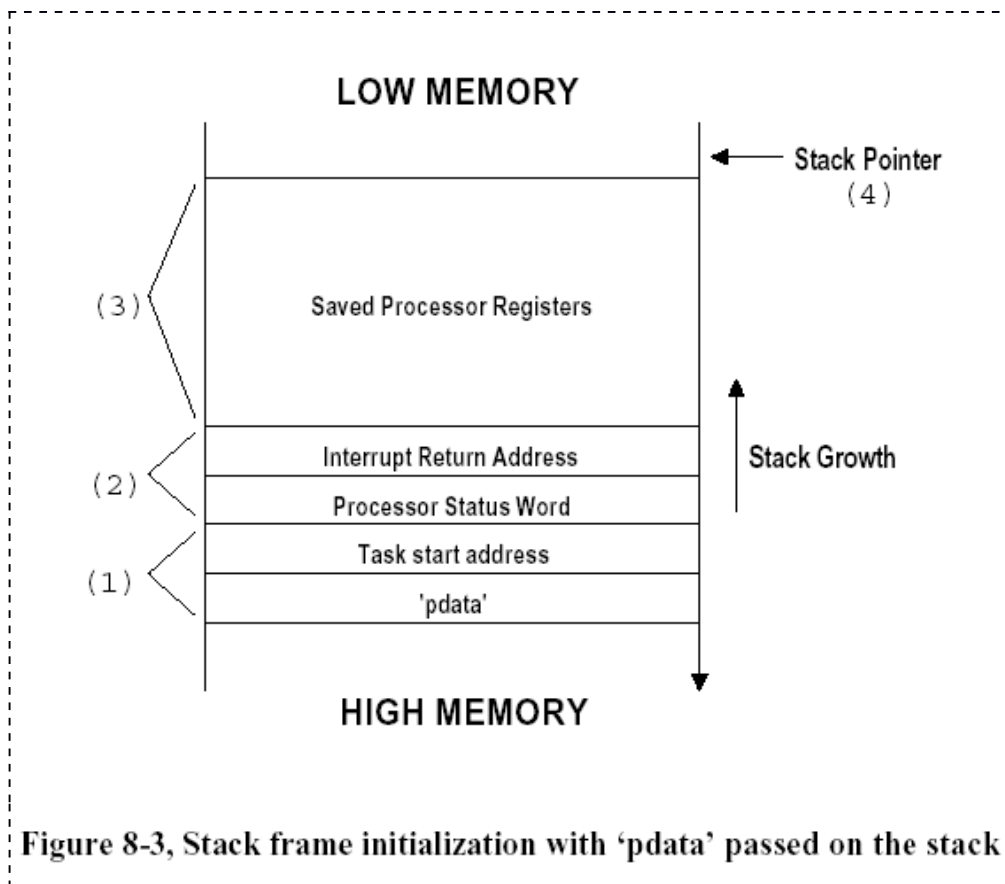 LOW MEMORY
Stack Pointer
(4)
(3)
Saved Processor Registers
Stack Growth
(2)
Interrupt Return Address
Processor Status Word
(1)
Task start address
'pdata'
HIGH MEMORY
Figure 8-3, Stack frame initialization with ‘pdata’ passed on the stack